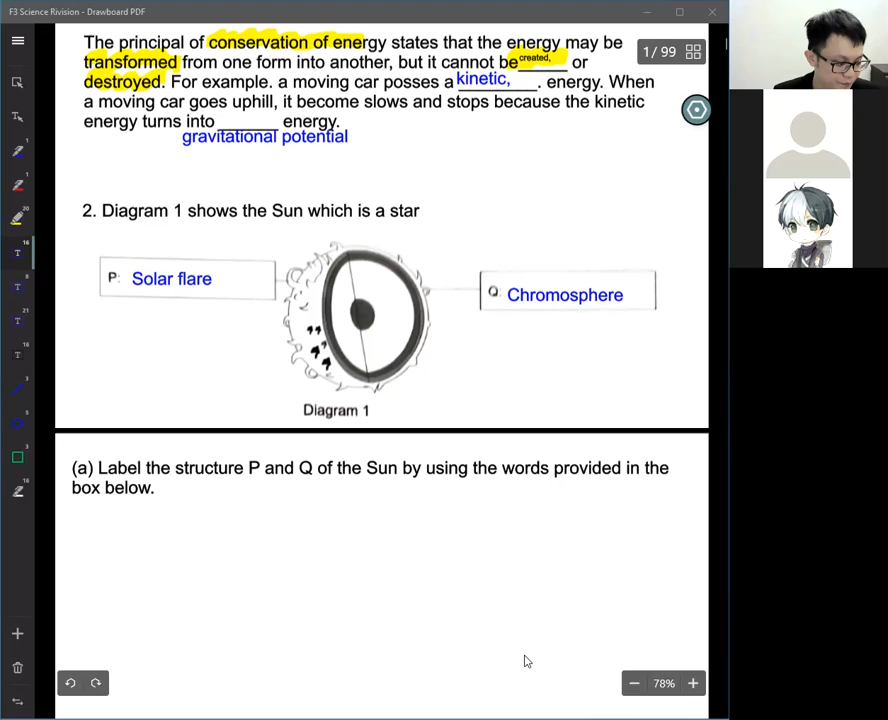 F3 Science Rivision - Drawboard PDF
The principal of conservation of energy states that the energy may be
transformed from one form into another, but it cannot be created, or
destroyed. For example. a moving car posses a kinetic, . energy. When
a moving car goes uphill, it become slows and stops because the kinetic
energy turns into energy.
gravitational potential
1/99
2. Diagram 1 shows the Sun which is a star
P: Solar flare
Q: Chromosphere
Diagram 1
(a) Label the structure P and Q of the Sun by using the words provided in the
box below.
78%